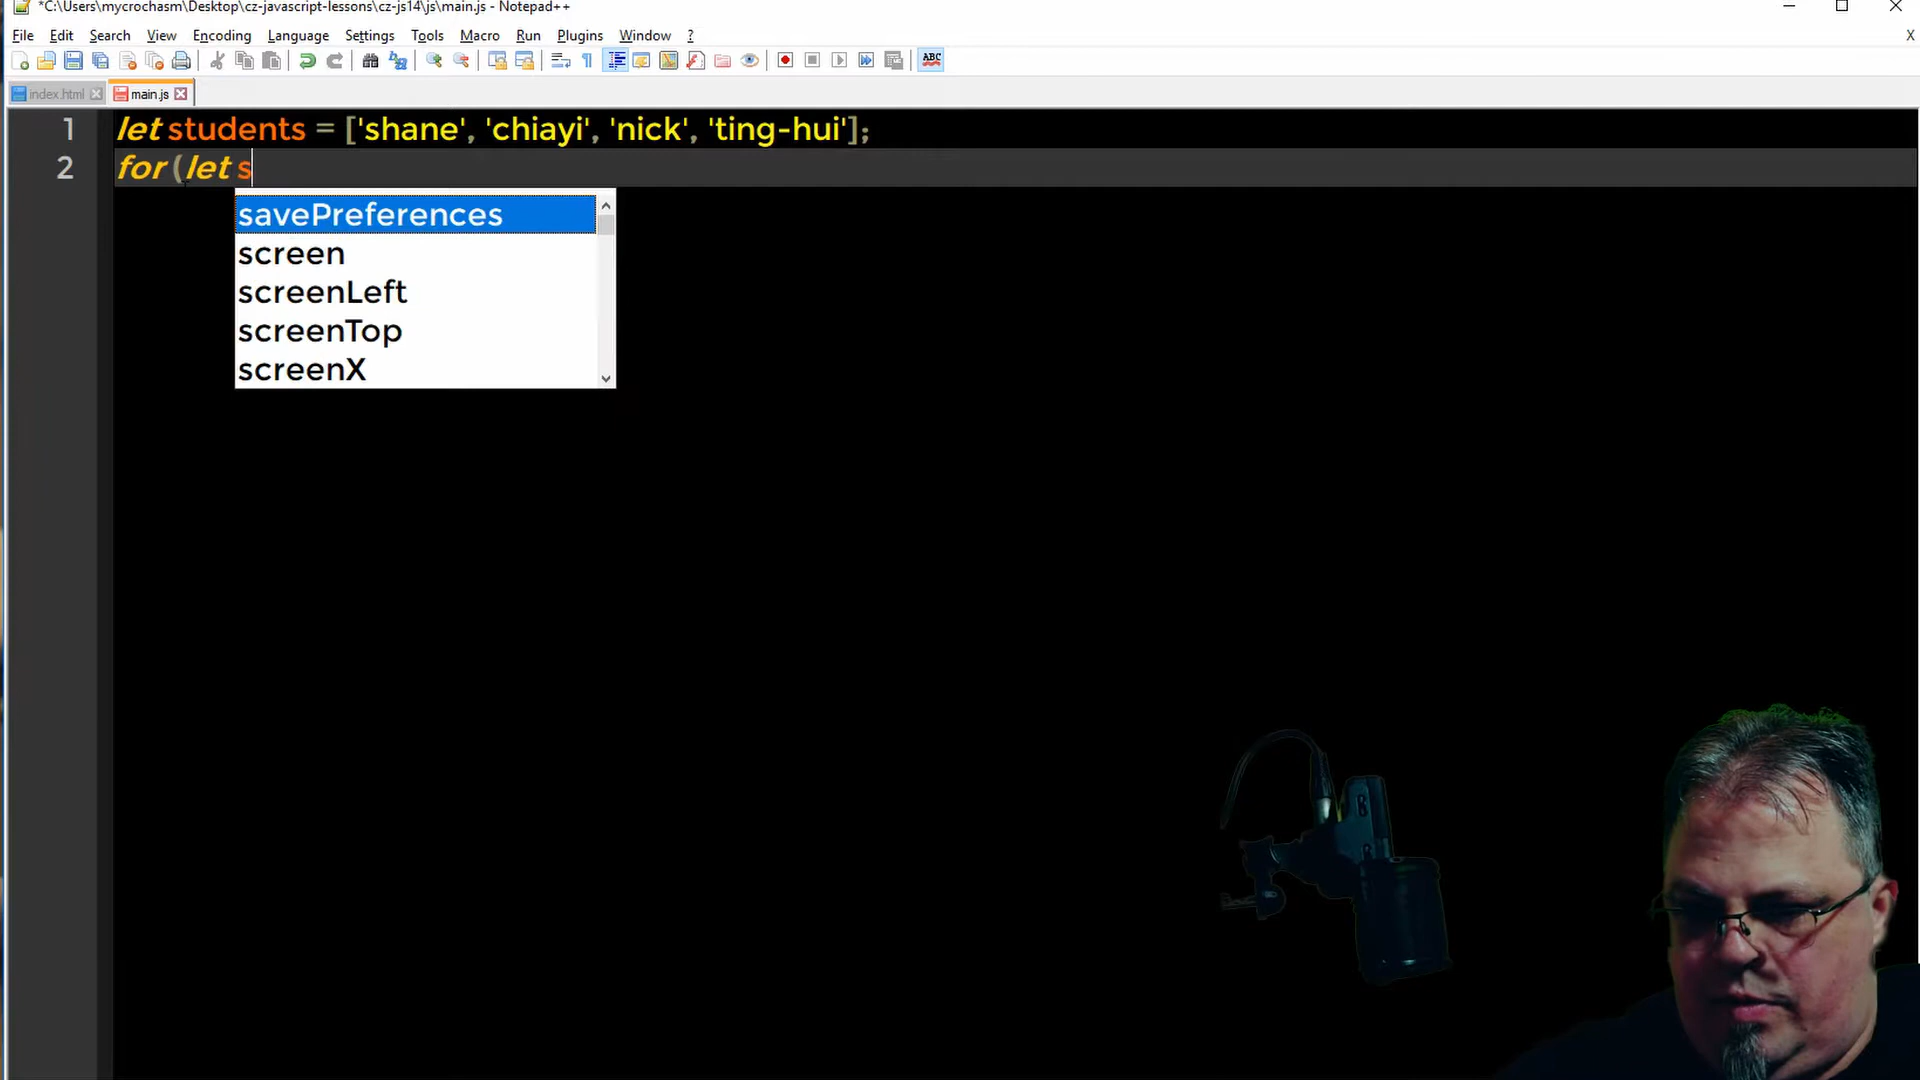 *C:\Users\mycrochasm\Desktop\cz-javascript-lessons\cz-js14\js\main.js - Notepad++
File Edit Search View Encoding Language Settings Tools Macro Run Plugins Window ? X
ABC
index.html main.js
1 let students = ['shane', 'chiayi', 'nick', 'ting-hui'];
2 for (let s
savePreferences
screen
screenLeft
screenTop
screenX